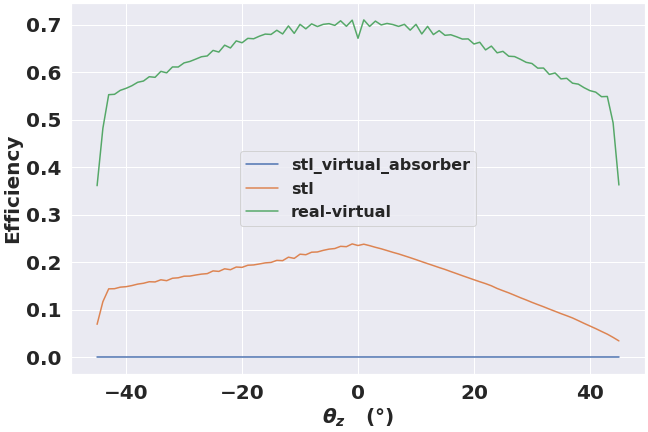 0.7
0.6
0.5
0.4
0.3
0.2
0.1
0.0
Efficiency
stl_virtual_absorber
stl
real-virtual
−40 −20 0 20 40
θz (°)